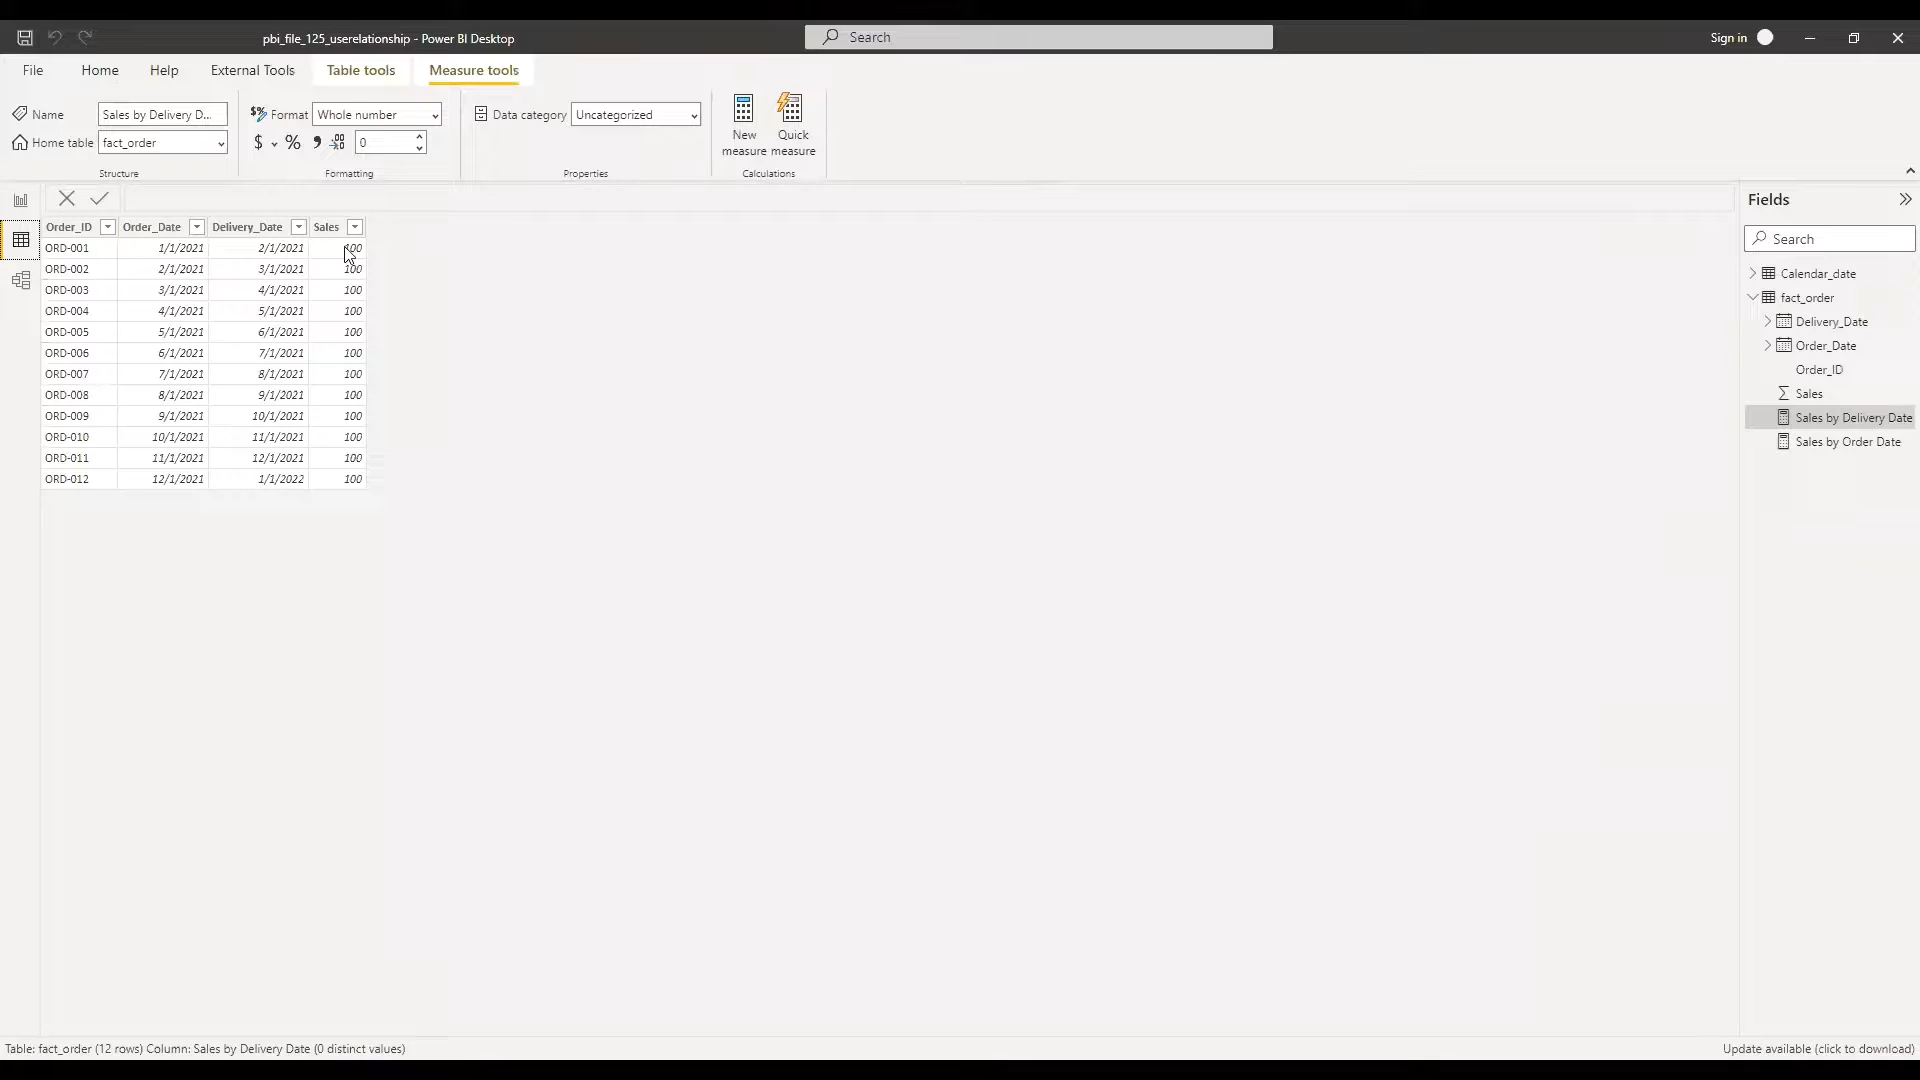 pbi_file_125_userelationship - Power BI Desktop
Search
Sign in
File Home Help External Tools Table tools Measure tools
Name Sales by Delivery D... Format Whole number Data category Uncategorized
Home table fact_order $ % 0
New measure
Quick measure
Structure Formatting Properties Calculations
Fields
Search
Order_ID Order_Date Delivery_Date Sales
ORD-001 1/1/2021 2/1/2021 100
ORD-002 2/1/2021 3/1/2021 100
ORD-003 3/1/2021 4/1/2021 100
ORD-004 4/1/2021 5/1/2021 100
ORD-005 5/1/2021 6/1/2021 100
ORD-006 6/1/2021 7/1/2021 100
ORD-007 7/1/2021 8/1/2021 100
ORD-008 8/1/2021 9/1/2021 100
ORD-009 9/1/2021 10/1/2021 100
ORD-010 10/1/2021 11/1/2021 100
ORD-011 11/1/2021 12/1/2021 100
ORD-012 12/1/2021 1/1/2022 100
Calendar_date
fact_order
Delivery_Date
Order_Date
Order_ID
Sales
Sales by Delivery Date
Sales by Order Date
Table: fact_order (12 rows) Column: Sales by Delivery Date (0 distinct values)
Update available (click to download)